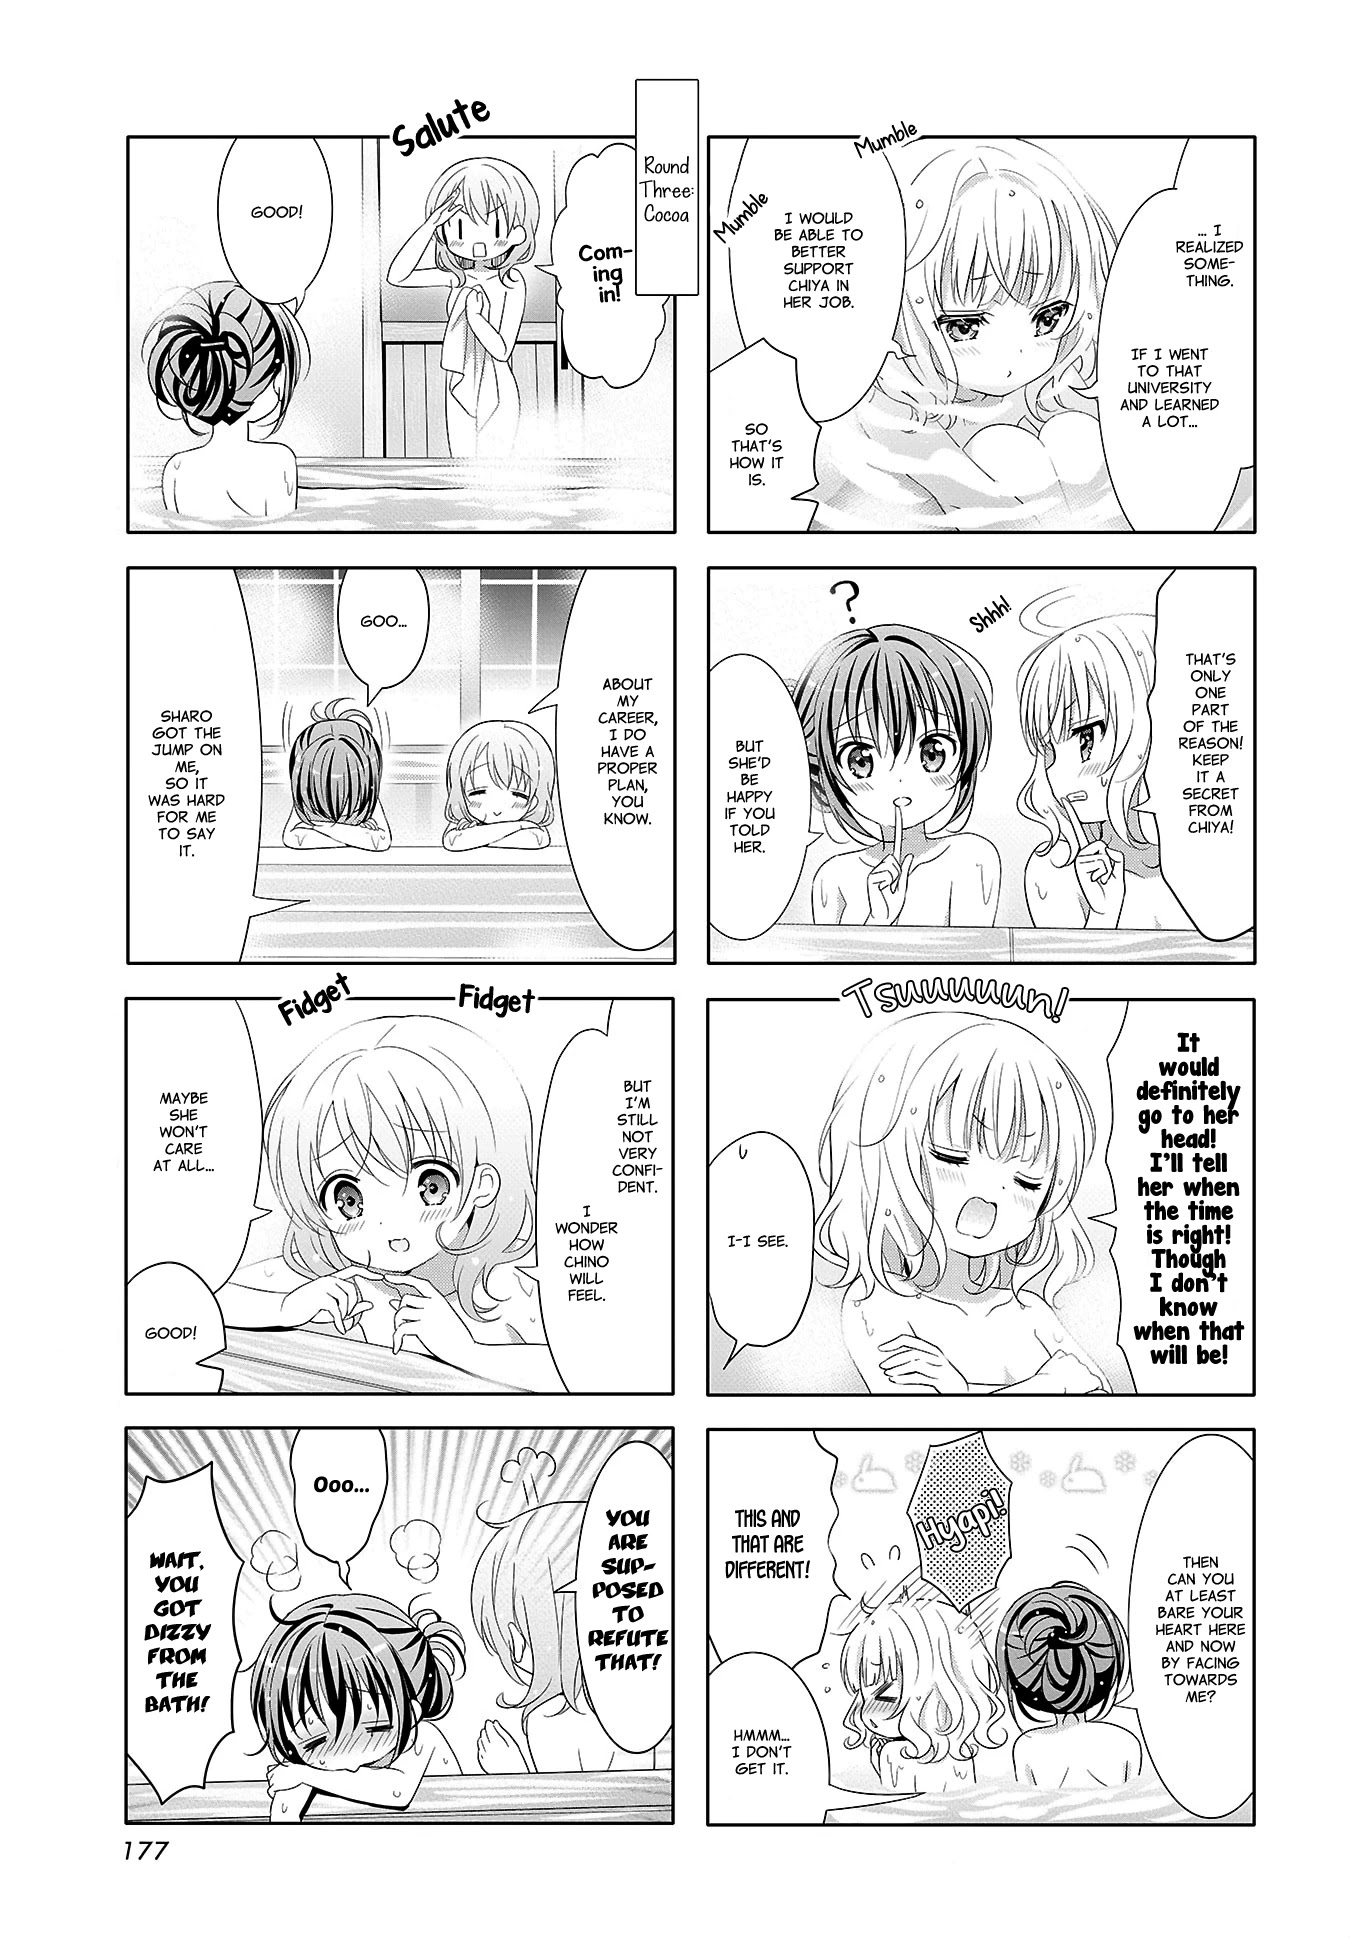 ... I
REALIZED
SOME-
THING.
IF I WENT
TO THAT
UNIVERSITY
AND LEARNED
A LOT...
Mumble
Mumble
I WOULD
BE ABLE TO
BETTER
SUPPORT
CHIYA IN
HER JOB.
SO
THAT'S
HOW IT
IS.
THAT'S
ONLY
ONE
PART
OF THE
REASON!
KEEP
IT A
SECRET
FROM
CHIYA!
Shhh!
?
BUT
SHE'D
BE
HAPPY
IF YOU
TOLD
HER.
Tsuuuuun!
It
would
definitely
go to her
head!
I'll tell
her when
the time
is right!
Though
I don't
know
when that
will be!
I-I SEE.
THEN
CAN YOU
AT LEAST
BARE YOUR
HEART HERE
AND NOW
BY FACING
TOWARDS
ME?
Hyapi!
THIS AND
THAT ARE
DIFFERENT!
HMMM...
I DON'T
GET IT.
Round
Three:
Cocoa
Com-
ing
in!
Salute
GOOD!
ABOUT
MY
CAREER,
I DO
HAVE A
PROPER
PLAN,
YOU
KNOW.
GOO...
SHARO
GOT THE
JUMP ON
ME,
SO IT
WAS HARD
FOR ME
TO SAY
IT.
Fidget
Fidget
BUT
I'M
STILL
NOT
VERY
CONFI-
DENT.
I
WONDER
HOW
CHINO
WILL
FEEL.
MAYBE
SHE
WON'T
CARE
AT ALL...
GOOD!
YOU
ARE
SUP-
POSED
TO
REFUTE
THAT!
Ooo...
WAIT,
YOU
GOT
DIZZY
FROM
THE
BATH!
177